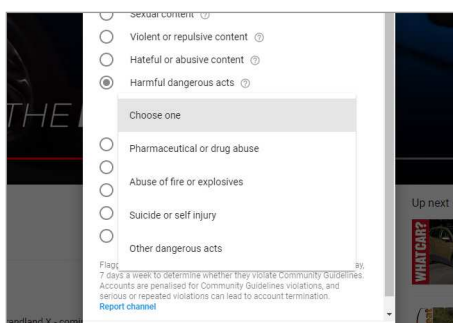 Sexual content
Violent or repulsive content
Hateful or abusive content
Harmful dangerous acts
THE
Choose one
Pharmaceutical or drug abuse
Abuse of fire or explosives
Suicide or self injury
Other dangerous acts
Up next
WHATCAR?
7 days a week to determine whether they violate Community Guidelines.
Accounts are penalised for Community Guidelines violations, and
serious or repeated violations can lead to account termination.
Report channel